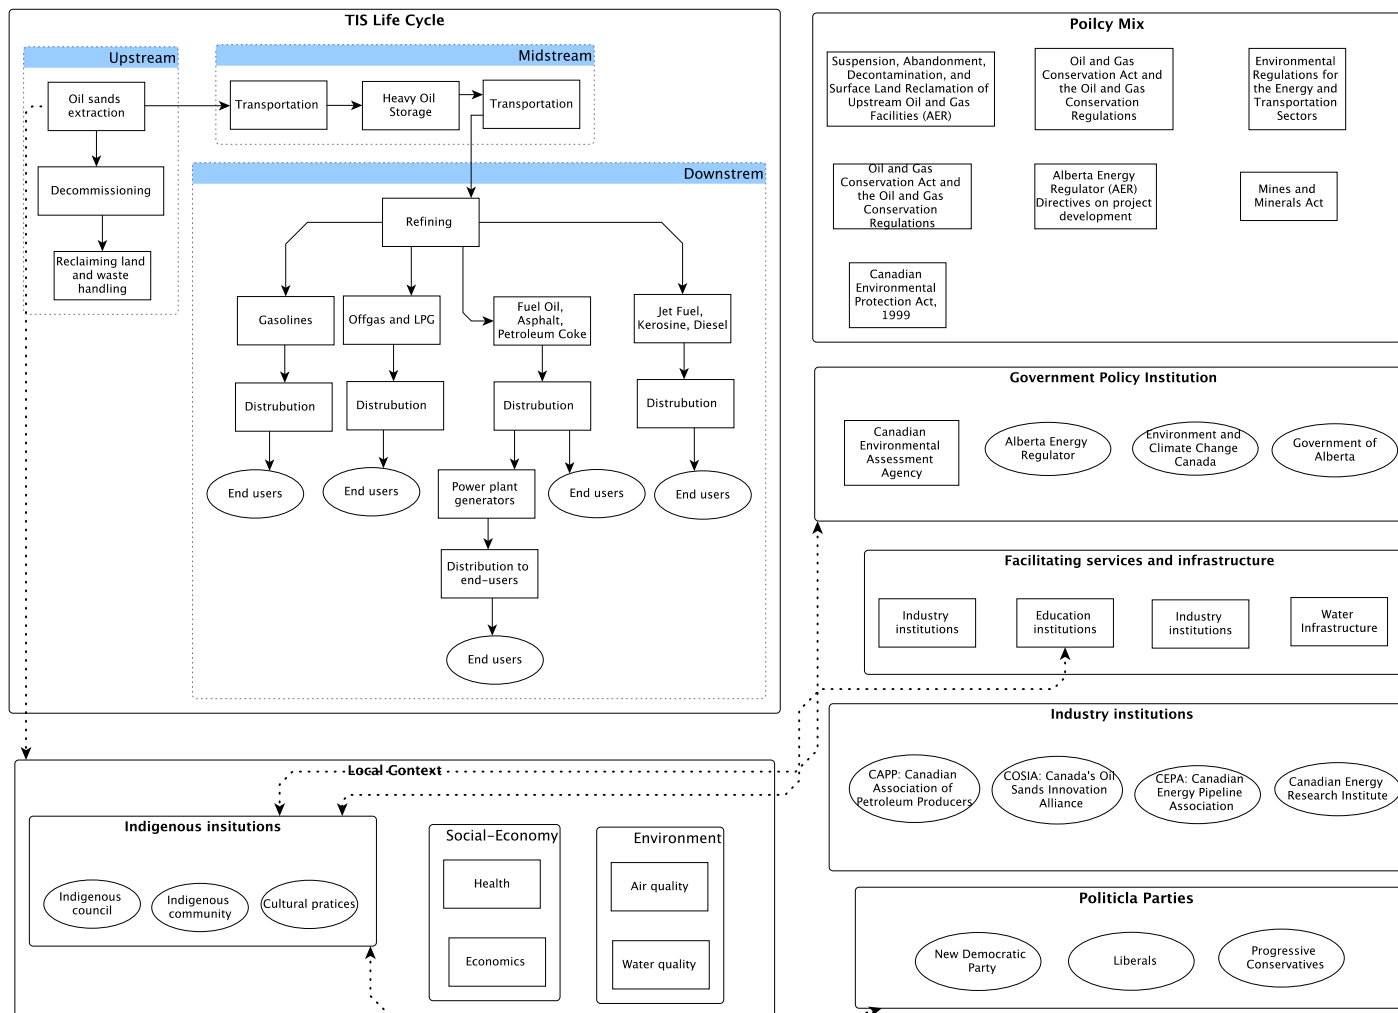 TIS Life Cycle
Upstream
Oil sands
extraction
Decommissioning
Reclaiming land
and waste
handling
Midstream
Transportation
Heavy Oil
Storage
Transportation
Downstrem
Refining
Gasolines
Offgas and LPG
Fuel Oil,
Asphalt,
Petroleum Coke
Jet Fuel,
Kerosine, Diesel
Distrubution
Distrubution
Distrubution
Distrubution
End users
End users
Power plant
generators
End users
End users
Distribution to
end-users
End users
Poilcy Mix
Suspension, Abandonment,
Decontamination, and
Surface Land Reclamation of
Upstream Oil and Gas
Facilities (AER)
Oil and Gas
Conservation Act and
the Oil and Gas
Conservation
Regulations
Environmental
Regulations for
the Energy and
Transportation
Sectors
Oil and Gas
Conservation Act and
the Oil and Gas
Conservation
Regulations
Alberta Energy
Regulator (AER)
Directives on project
development
Mines and
Minerals Act
Canadian
Environmental
Protection Act,
1999
Government Policy Institution
Canadian
Environmental
Assessment
Agency
Alberta Energy
Regulator
Environment and
Climate Change
Canada
Government of
Alberta
Facilitating services and infrastructure
Industry
institutions
Education
institutions
Industry
institutions
Water
Infrastructure
Industry institutions
CAPP: Canadian
Association of
Petroleum Producers
COSIA: Canada's Oil
Sands Innovation
Alliance
CEPA: Canadian
Energy Pipeline
Association
Canadian Energy
Research Institute
Politicla Parties
New Democratic
Party
Liberals
Progressive
Conservatives
Local Context
Indigenous insitutions
Indigenous
council
Indigenous
community
Cultural pratices
Social-Economy
Health
Economics
Environment
Air quality
Water quality